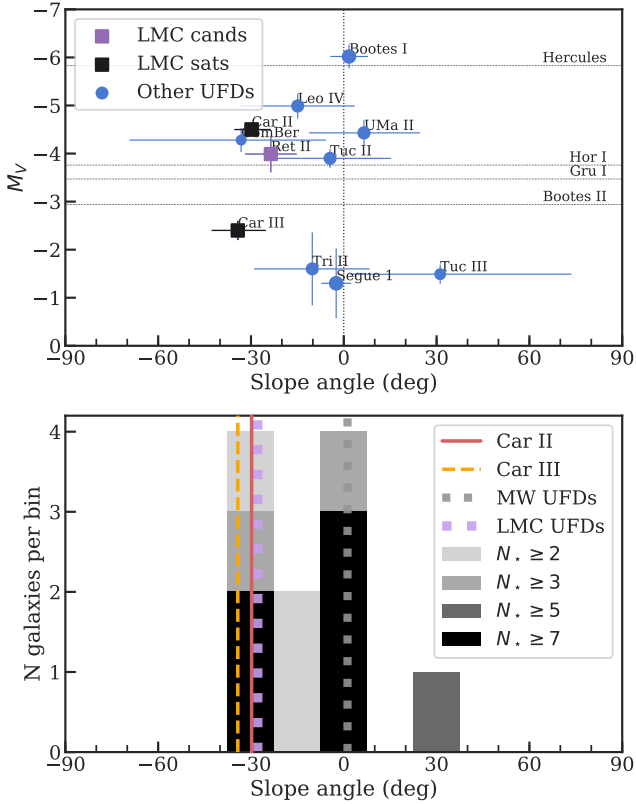 −7
−6
−5
−4
−3
−2
−1
0
M_V
LMC cands
LMC sats
Other UFDs
Bootes I
Hercules
Leo IV
Car II
UMa II
ComBer
Ret II
Tuc II
Hor I
Gru I
Bootes II
Car III
Tri II
Segue 1
Tuc III
−90 −60 −30 0 30 60 90
Slope angle (deg)
4
3
2
1
0
N galaxies per bin
Car II
Car III
MW UFDs
LMC UFDs
N⋆ ≥ 2
N⋆ ≥ 3
N⋆ ≥ 5
N⋆ ≥ 7
−90 −60 −30 0 30 60 90
Slope angle (deg)